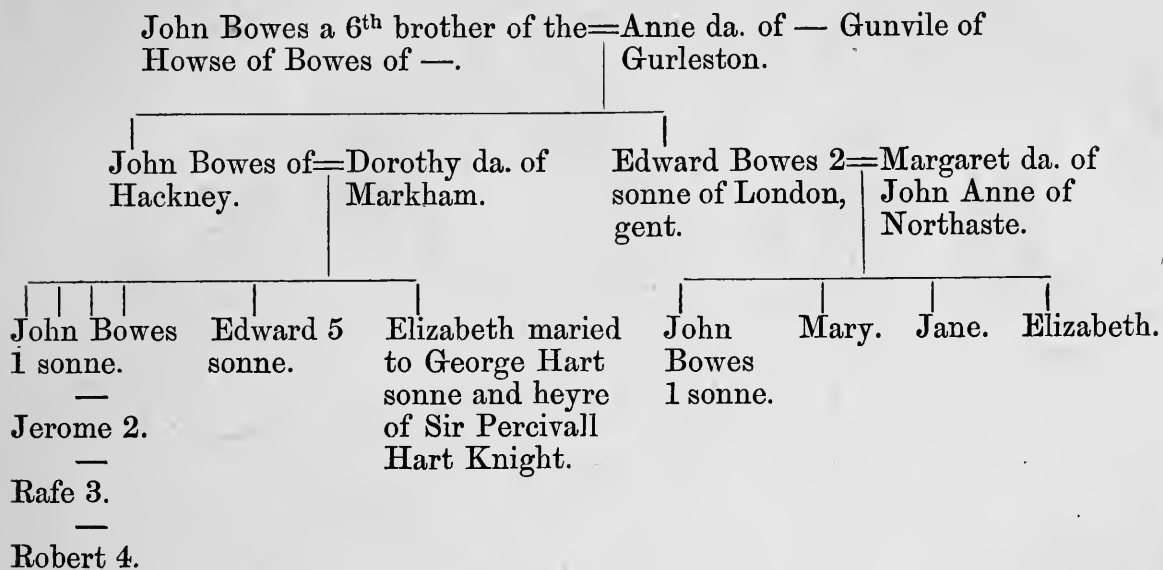 John Bowes a 6th brother of the=Anne da. of — Gunvile of
Howse of Bowes of —. Gurleston.
John Bowes of=Dorothy da. of
Hackney. Markham.
Edward Bowes 2=Margaret da. of
sonne of London, John Anne of
gent. Northaste.
John Bowes
1 sonne.
—
Jerome 2.
—
Rafe 3.
—
Robert 4.
Edward 5
sonne.
Elizabeth maried
to George Hart
sonne and heyre
of Sir Percivall
Hart Knight.
John
Bowes
1 sonne.
Mary.
Jane.
Elizabeth.